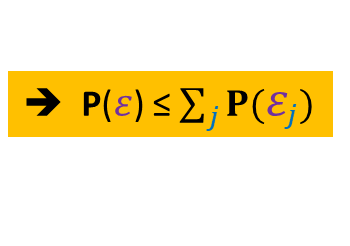 ➔ P(ℰ) ≤ ∑ⱼ P(ℰⱼ)